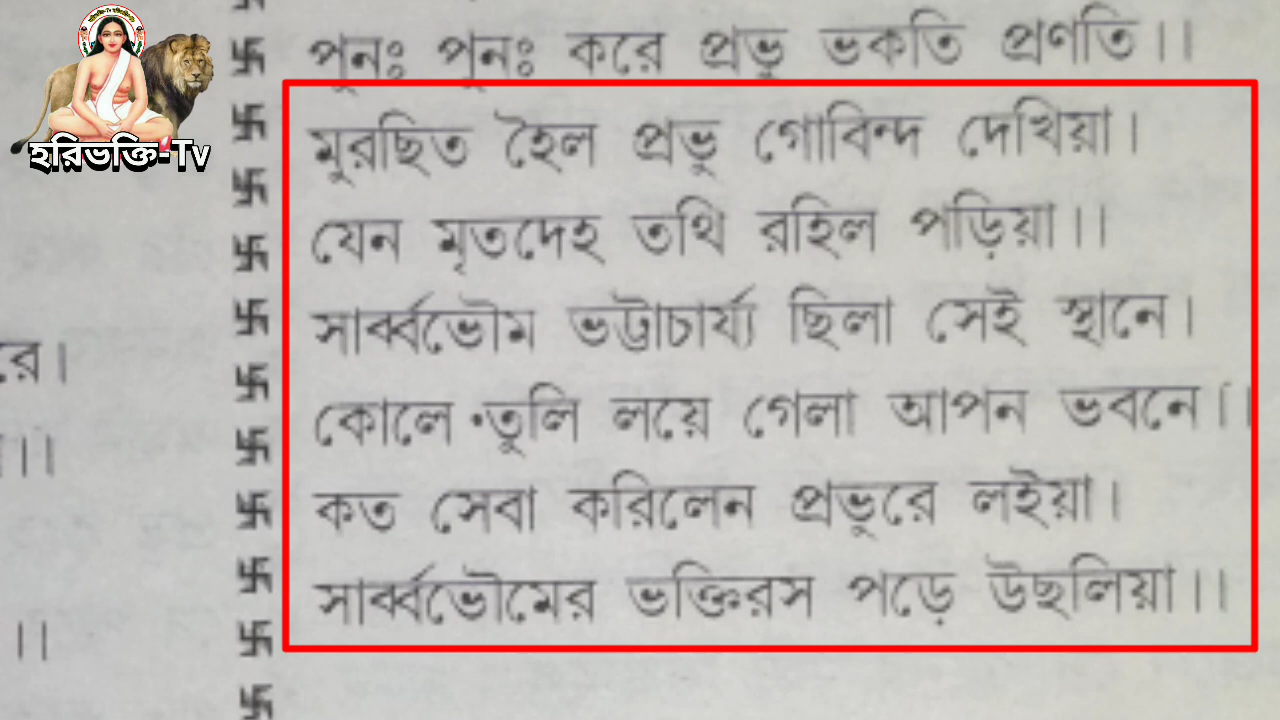 হরিভক্তি-Tv
পুনঃ পুনঃ করে প্রভু ভকতি প্রণতি।।
মুরছিত হৈল প্রভু গোবিন্দ দেখিয়া।
যেন মৃতদেহ তথি রহিল পড়িয়া।।
সার্ব্বভৌম ভট্টাচার্য্য ছিলা সেই স্থানে।
কোলে তুলি লয়ে গেলা আপন ভবনে।।
কত সেবা করিলেন প্রভুরে লইয়া।
সার্ব্বভৌমের ভক্তিরস পড়ে উছলিয়া।।
রে।
।।
।।